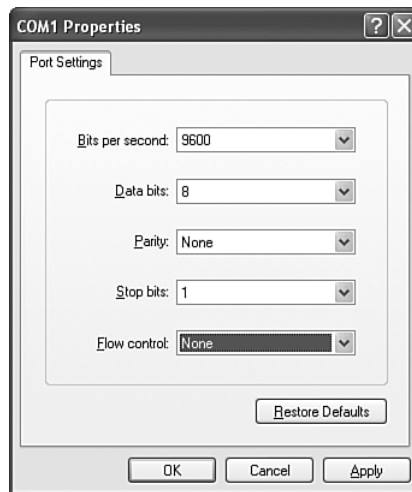 COM1 Properties
Port Settings
Bits per second: 9600
Data bits: 8
Parity: None
Stop bits: 1
Flow control: None
Restore Defaults
OK Cancel Apply